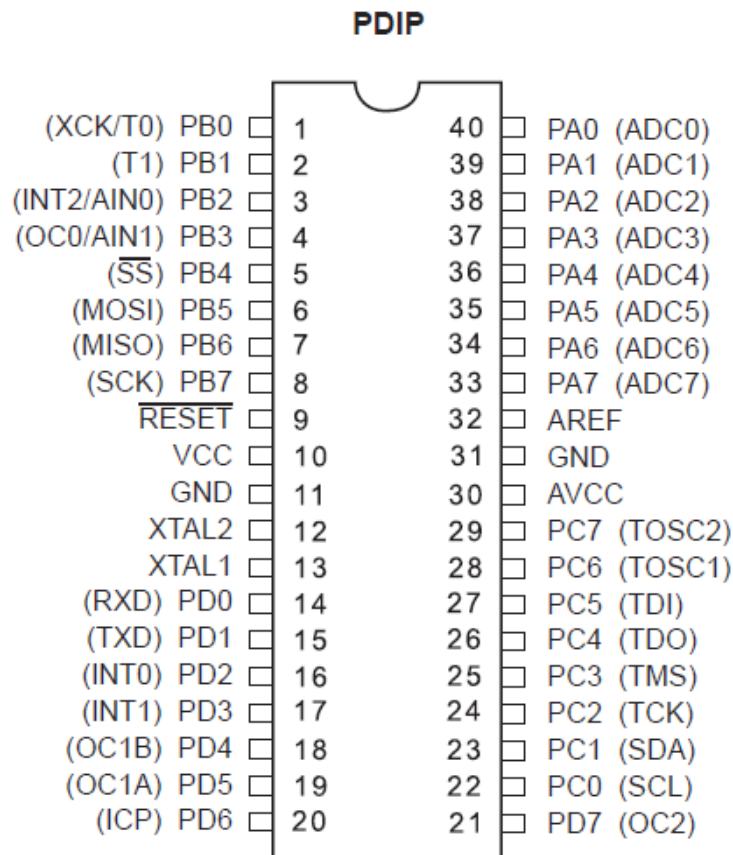 PDIP
(XCK/T0) PB0 1 40 PA0 (ADC0)
(T1) PB1 2 39 PA1 (ADC1)
(INT2/AIN0) PB2 3 38 PA2 (ADC2)
(OC0/AIN1) PB3 4 37 PA3 (ADC3)
(S̅S̅) PB4 5 36 PA4 (ADC4)
(MOSI) PB5 6 35 PA5 (ADC5)
(MISO) PB6 7 34 PA6 (ADC6)
(SCK) PB7 8 33 PA7 (ADC7)
R̅E̅S̅E̅T̅ 9 32 AREF
VCC 10 31 GND
GND 11 30 AVCC
XTAL2 12 29 PC7 (TOSC2)
XTAL1 13 28 PC6 (TOSC1)
(RXD) PD0 14 27 PC5 (TDI)
(TXD) PD1 15 26 PC4 (TDO)
(INT0) PD2 16 25 PC3 (TMS)
(INT1) PD3 17 24 PC2 (TCK)
(OC1B) PD4 18 23 PC1 (SDA)
(OC1A) PD5 19 22 PC0 (SCL)
(ICP) PD6 20 21 PD7 (OC2)